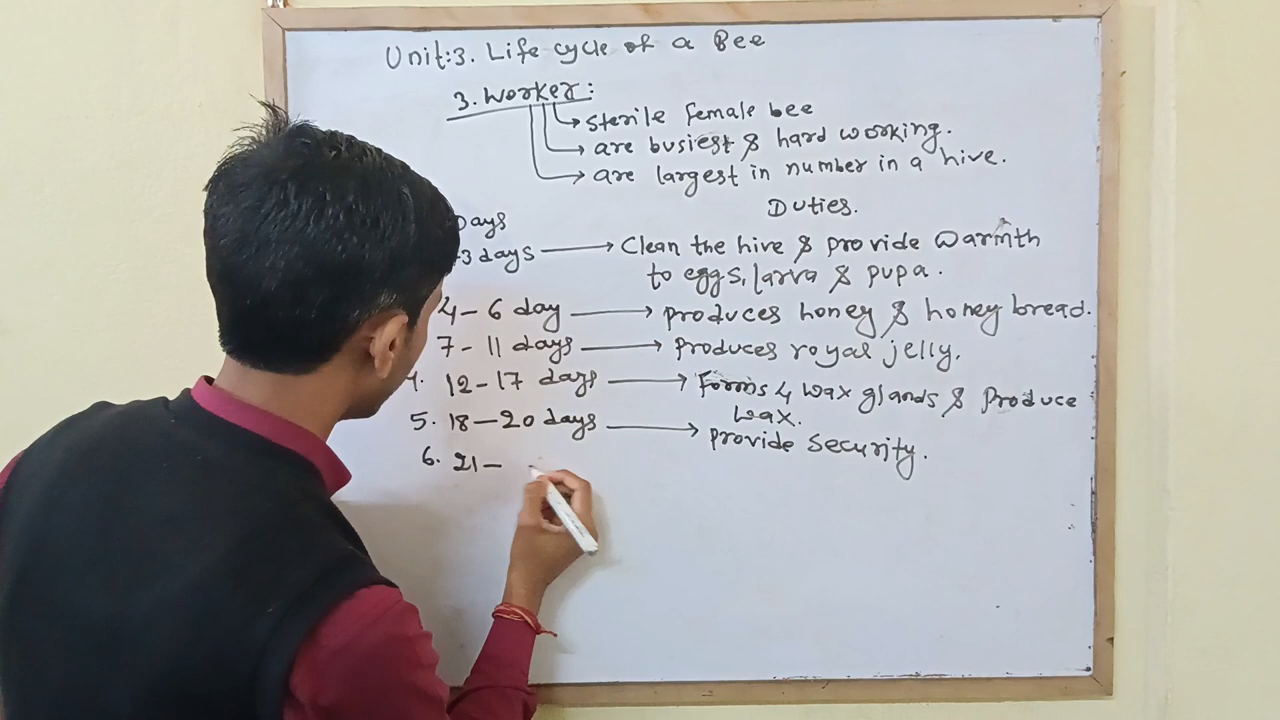 Unit:3. Life cycle of a Bee
3. Worker:
sterile female bee
are busiest & hard working.
are largest in number in a hive.
Days Duties.
3 days Clean the hive & provide warmth
to eggs, larva & pupa.
4-6 day produces honey & honey bread.
7-11 days produces royal jelly.
4. 12-17 days Forms 4 wax glands & produce
wax.
5. 18-20 days provide security.
6. 21-